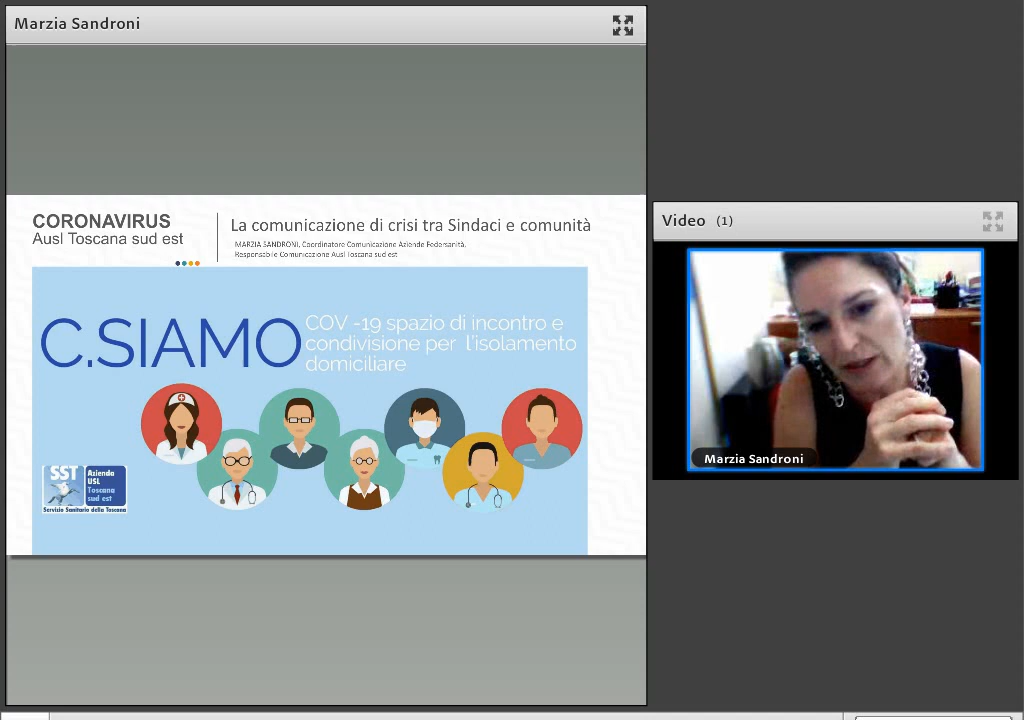 Marzia Sandroni
CORONAVIRUS
Ausl Toscana sud est
La comunicazione di crisi tra Sindaci e comunità
MARZIA SANDRONI, Coordinatore Comunicazione Aziende Federsanità.
Responsabile Comunicazione Ausl Toscana sud est
C.SIAMO
COV -19 spazio di incontro e
condivisione per l'isolamento
domiciliare
SST
Azienda
USL
Toscana
sud est
Servizio Sanitario della Toscana
Video (1)
Marzia Sandroni